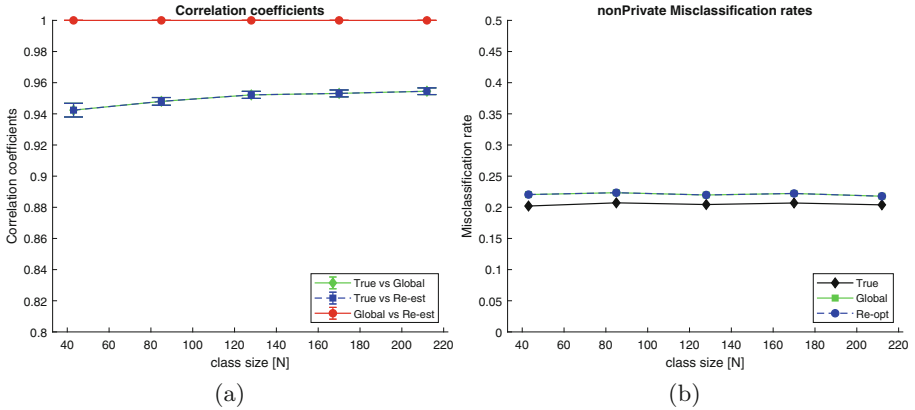 Correlation coefficients
1
0.98
0.96
0.94
0.92
0.9
0.88
0.86
0.84
0.82
0.8
Correlation coefficients
40 60 80 100 120 140 160 180 200 220
class size [N]
True vs Global
True vs Re-est
Global vs Re-est
(a)
nonPrivate Misclassification rates
0.5
0.45
0.4
0.35
0.3
0.25
0.2
0.15
0.1
0.05
0
Misclassification rate
40 60 80 100 120 140 160 180 200 220
class size [N]
True
Global
Re-opt
(b)